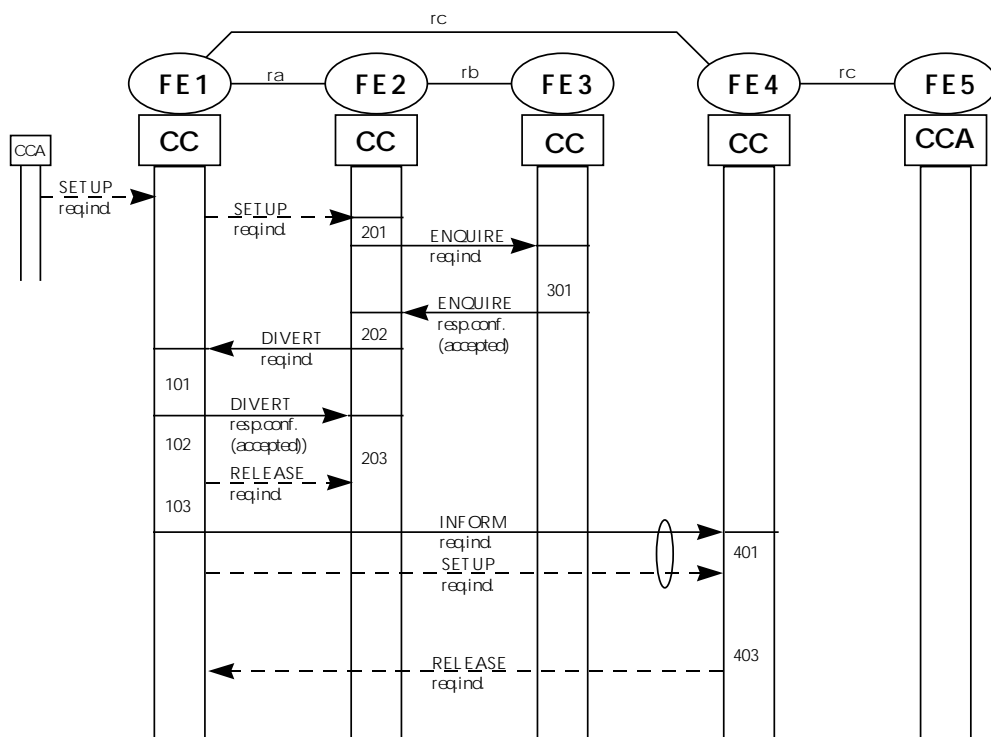 rc
FE1
ra
FE2
rb
FE3
FE4
rc
FE5
CCA
CC
CC
CC
CC
CCA
SETUP
req.ind.
SETUP
req.ind.
201
ENQUIRE
req.ind.
301
ENQUIRE
resp.conf.
(accepted)
202
DIVERT
req.ind.
101
DIVERT
resp.conf.
(accepted))
102
203
RELEASE
req.ind.
103
INFORM
req.ind.
401
SETUP
req.ind.
403
RELEASE
req.ind.